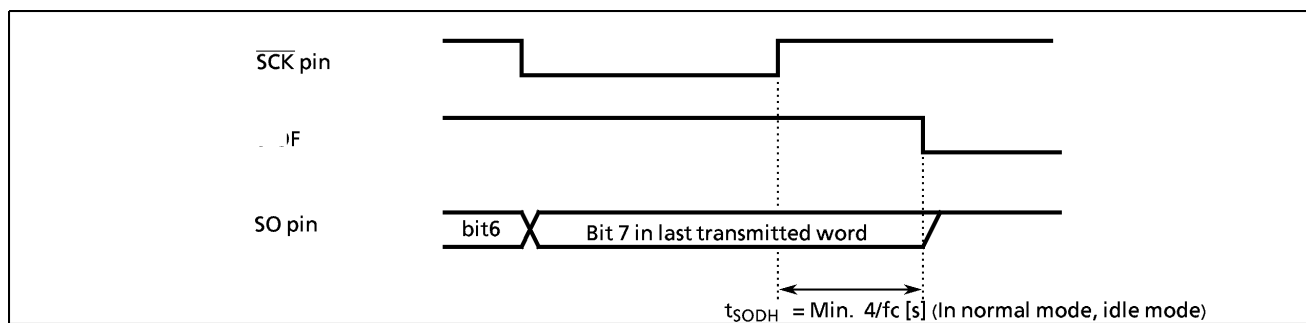 SCK pin
SO pin
bit6
Bit 7 in last transmitted word
tSODH = Min. 4/fc [s] (In normal mode, idle mode)